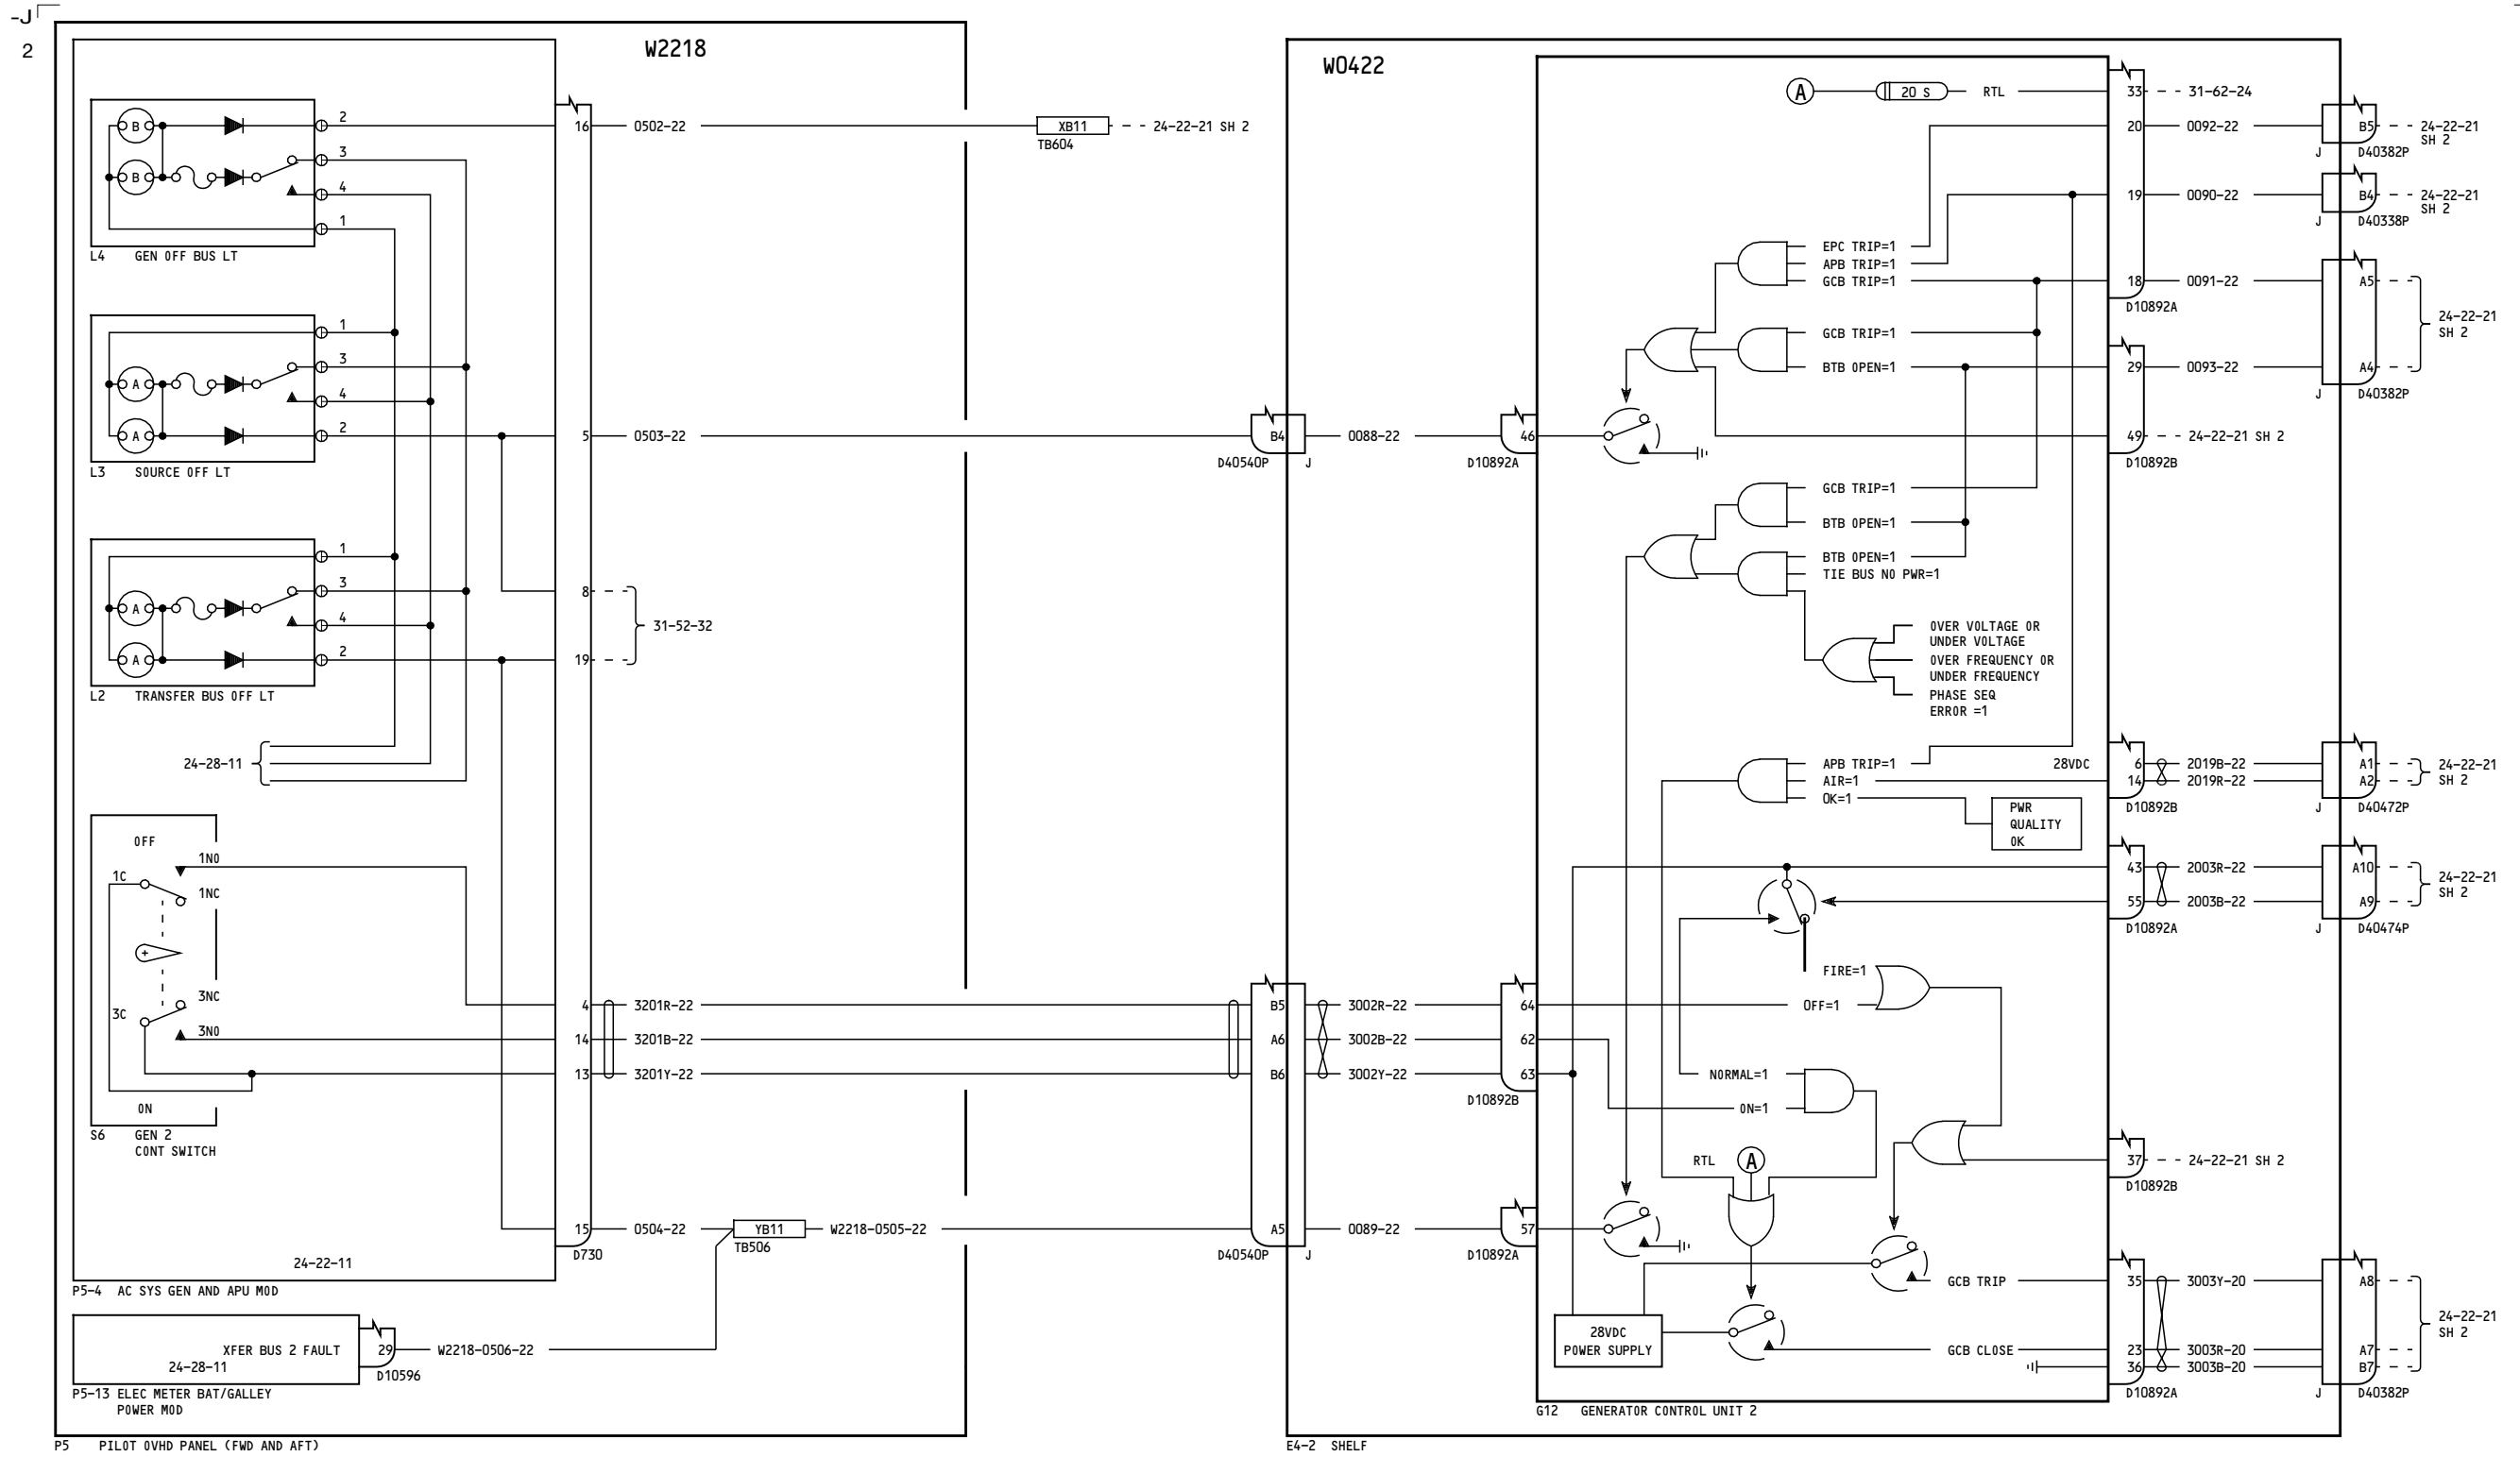 -J
2
W2218
W0422
B
B
2
3
4
1
L4 GEN OFF BUS LT
A
A
1
3
4
2
L3 SOURCE OFF LT
A
A
1
3
4
2
L2 TRANSFER BUS OFF LT
24-28-11
OFF
1NO
1C
1NC
+
3NC
3C
3NO
ON
S6 GEN 2
CONT SWITCH
24-22-11
P5-4 AC SYS GEN AND APU MOD
XFER BUS 2 FAULT
24-28-11
29
D10596
W2218-0506-22
P5-13 ELEC METER BAT/GALLEY
POWER MOD
P5 PILOT OVHD PANEL (FWD AND AFT)
16 0502-22
XB11
TB604
24-22-21 SH 2
5 0503-22
8
19
31-52-32
4 3201R-22
14 3201B-22
13 3201Y-22
15 0504-22
D730
YB11
TB506
W2218-0505-22
B4 0088-22 46
D40540P J D10892A
B5 3002R-22 64
A6 3002B-22 62
B6 3002Y-22 63
D10892B
A5 0089-22 57
D40540P J D10892A
A 20 S RTL 33 31-62-24
20 0092-22 B5 24-22-21
SH 2
J D40382P
19 0090-22 B4 24-22-21
SH 2
J D40338P
EPC TRIP=1
APB TRIP=1
GCB TRIP=1
18 0091-22 A5
D10892A
24-22-21
SH 2
GCB TRIP=1
BTB OPEN=1
29 0093-22 A4
J D40382P
49 24-22-21 SH 2
D10892B
GCB TRIP=1
BTB OPEN=1
BTB OPEN=1
TIE BUS NO PWR=1
OVER VOLTAGE OR
UNDER VOLTAGE
OVER FREQUENCY OR
UNDER FREQUENCY
PHASE SEQ
ERROR =1
APB TRIP=1
AIR=1
OK=1
28VDC
PWR
QUALITY
OK
6 2019B-22 A1
14 2019R-22 A2
24-22-21
SH 2
D10892B J D40472P
43 2003R-22 A10
55 2003B-22 A9
24-22-21
SH 2
D10892A J D40474P
FIRE=1
OFF=1
NORMAL=1
ON=1
RTL A
37 24-22-21 SH 2
D10892B
GCB TRIP
35 3003Y-20 A8
24-22-21
SH 2
28VDC
POWER SUPPLY
GCB CLOSE
23 3003R-20 A7
36 3003B-20 B7
D10892A J D40382P
G12 GENERATOR CONTROL UNIT 2
E4-2 SHELF